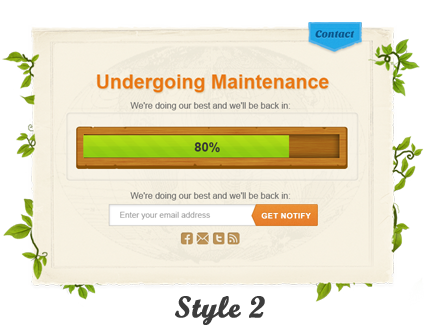 Contact
Undergoing Maintenance
We're doing our best and we'll be back in:
80%
We're doing our best and we'll be back in:
Enter your email address
GET NOTIFY
Style 2